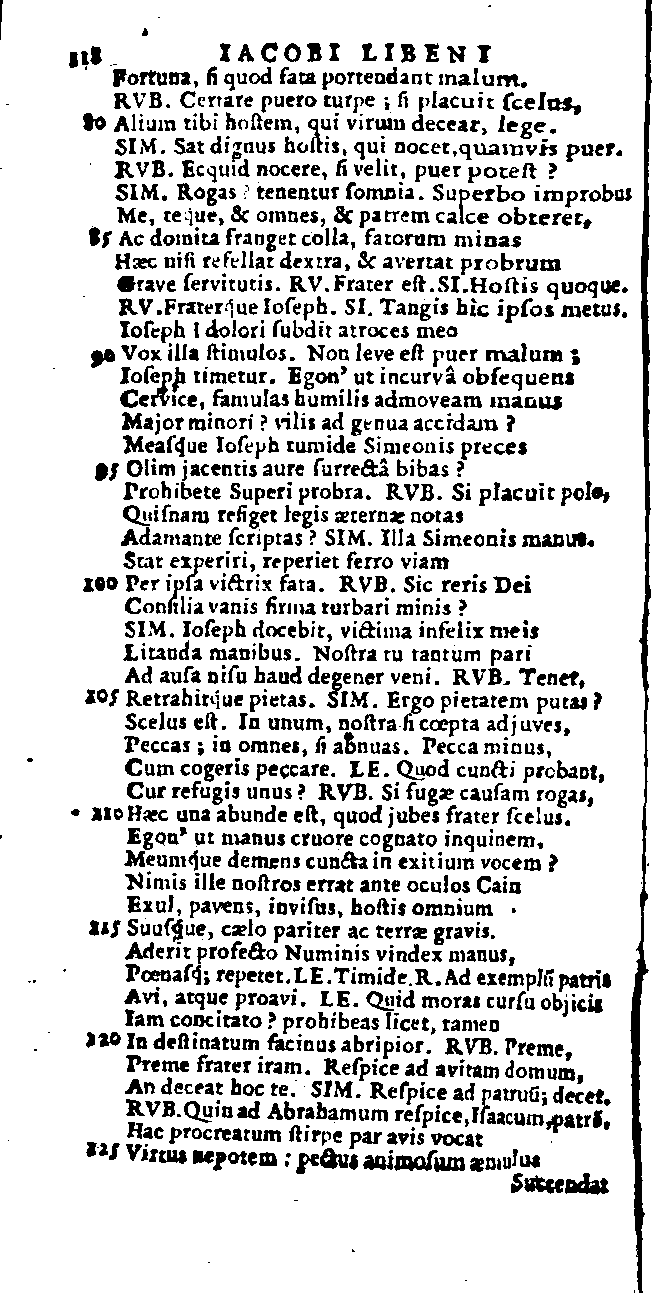 318 IACOBI LIBENI
Fortuna, ſi quod fata portendant malum.
RVB. Certare puero turpe ; ſi placuit ſcelus,
80 Alium tibi hoſtem, qui virum deceat, lege.
SIM. Sat dignus hoſtis, qui nocet, quamvis puer.
RVB. Ecquid nocere, ſi velit, puer poteſt ?
SIM. Rogas ? tenentur ſomnia. Superbo improbus
Me, teque, & omnes, & patrem calce obteret,
85 Ac domita franget colla, fatorum minas
Hæc niſi refellat dextra, & avertat probrum
Grave ſervitutis. RV. Frater eſt. SI. Hoſtis quoque.
RV. Fraterque Ioſeph. SI. Tangis hìc ipſos metus.
Ioſeph ! dolori ſubdit atroces meo
90 Vox illa ſtimulos. Non leve eſt puer malum ;
Ioſeph timetur. Egon' ut incurvâ obſequens
Cervice, famulas humilis admoveam manus
Major minori ? vilis ad genua accidam ?
Meaſque Ioſeph tumide Simeonis preces
95 Olim jacentis aure ſurrectâ bibas ?
Prohibete Superi probra. RVB. Si placuit polo,
Quiſnam refiget legis æternæ notas
Adamante ſcriptas ? SIM. Illa Simeonis manus.
Stat experiri, reperiet ferro viam
100 Per ipſa victrix fata. RVB. Sic reris Dei
Conſilia vanis firma turbari minis ?
SIM. Ioſeph docebit, victima infelix meis
Litanda manibus. Noſtra tu tantum pari
Ad auſa niſu haud degener veni. RVB. Tenet,
105 Retrahitque pietas. SIM. Ergo pietatem putas ?
Scelus eſt. In unum, noſtra ſi cœpta adjuves,
Peccas ; in omnes, ſi abnuas. Pecca minus,
Cum cogeris peccare. LE. Quod cuncti probant,
Cur refugis unus ? RVB. Si fugæ cauſam rogas,
210 Hæc una abunde eſt, quod jubes frater ſcelus.
Egon' ut manus cruore cognato inquinem,
Meumque demens cuncta in exitium vocem ?
Nimis ille noſtros errat ante oculos Cain
Exul, pavens, inviſus, hoſtis omnium
215 Suuſque, cælo pariter ac terræ gravis.
Aderit profecto Numinis vindex manus,
Pœnaſq; repetet. LE. Timide. R. Ad exemplũ patris
Avi, atque proavi. LE. Quid moras curſu objicis
Iam concitato ? prohibeas licet, tamen
220 In deſtinatum facinus abripior. RVB. Preme,
Preme frater iram. Reſpice ad avitam domum,
An deceat hoc te. SIM. Reſpice ad patruũ; decet.
RVB. Quin ad Abrahamum reſpice, Iſaacum, patrẽ.
Hac procreatum ſtirpe par avis vocat
225 Virtus nepotem : pectus animoſum æmulus
Succendat